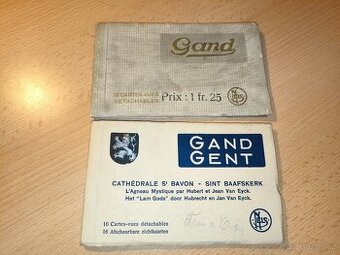 Gand
12 CARTES-VUES
DÉTACHABLES
Prix : 1 fr. 25
GAND
GENT
CATHÉDRALE St BAVON - SINT BAAFSKERK
L'Agneau Mystique par Hubert et Jean Van Eyck.
Het "Lam Gods" door Hubrecht en Jan Van Eyck.
16 Cartes-vues détachables
16 Afscheurbare zichtkaarten